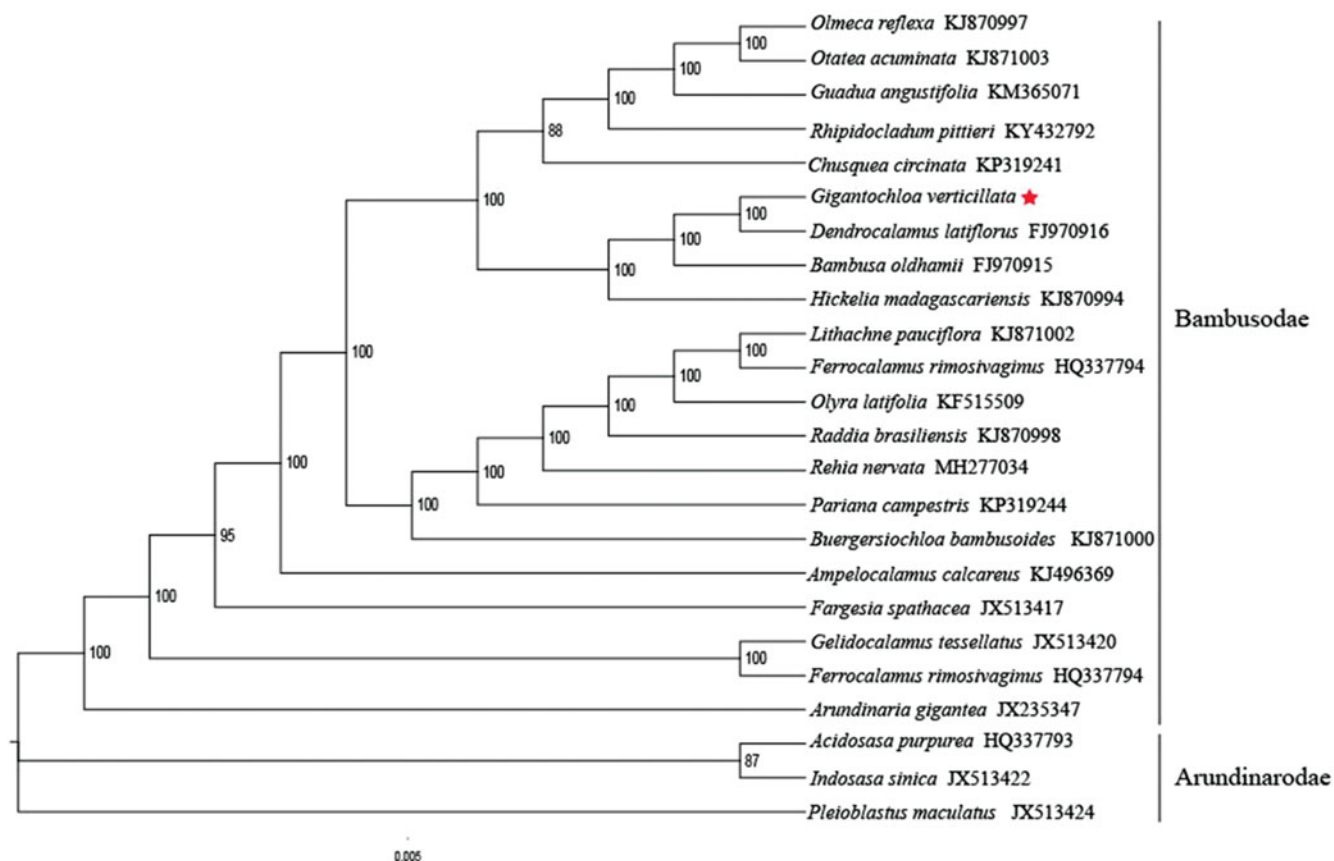 Olmeca reflexa KJ870997
100
Otatea acuminata KJ871003
100
Guadua angustifolia KM365071
100
Rhipidocladum pittieri KY432792
88
Chusquea circinata KP319241
100
Gigantochloa verticillata
100
Dendrocalamus latiflorus FJ970916
100
Bambusa oldhamii FJ970915
100
Hickelia madagascariensis KJ870994
Bambusodae
Lithachne pauciflora KJ871002
100
100
Ferrocalamus rimosivaginus HQ337794
100
Olyra latifolia KF515509
100
Raddia brasiliensis KJ870998
100
Rehia nervata MH277034
100
100
Pariana campestris KP319244
100
Buergersiochloa bambusoides KJ871000
95
Ampelocalamus calcareus KJ496369
100
Fargesia spathacea JX513417
Gelidocalamus tessellatus JX513420
100
100
Ferrocalamus rimosivaginus HQ337794
Arundinaria gigantea JX235347
Acidosasa purpurea HQ337793
87
Indosasa sinica JX513422
Arundinarodae
Pleioblastus maculatus JX513424
0.005